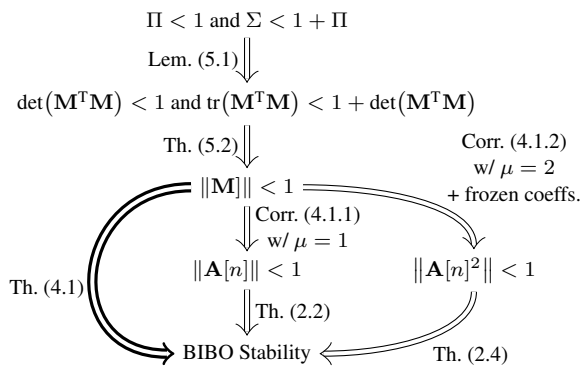 Π < 1 and Σ < 1 + Π
Lem. (5.1)
det(MᵀM) < 1 and tr(MᵀM) < 1 + det(MᵀM)
Th. (5.2)
Corr. (4.1.2)
w/ μ = 2
+ frozen coeffs.
‖M]‖ < 1
Corr. (4.1.1)
w/ μ = 1
‖A[n]‖ < 1
‖A[n]²‖ < 1
Th. (4.1)
Th. (2.2)
BIBO Stability
Th. (2.4)